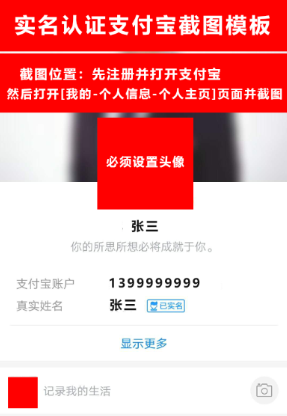 实名认证支付宝截图模板
截图位置：先注册并打开支付宝
然后打开[我的-个人信息-个人主页]页面并截图
必须设置头像
张三
你的所思所想必将成就于你。
支付宝账户 1399999999
真实姓名 张三 已实名
显示更多
记录我的生活